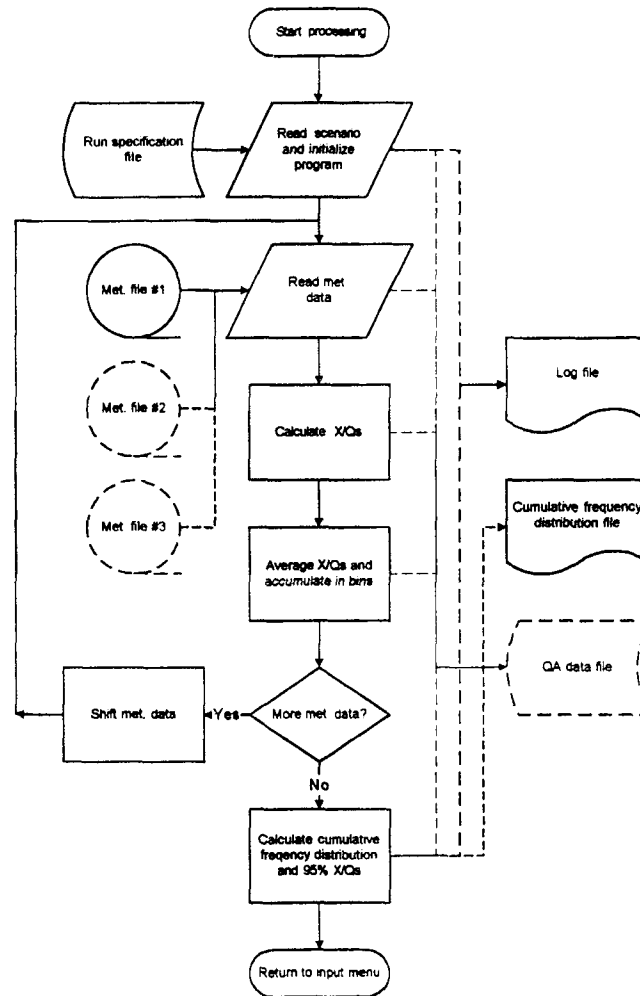 Start processing
Run specification
file
Read scenario
and initialize
program
Met. file #1
Read met
data
Log file
Met. file #2
Calculate X/Qs
Cumulative frequency
distribution file
Met file #3
Average X/Qs and
accumulate in bins
QA data file
Shift met. data
Yes
More met data?
No
Calculate cumulative
freqency distribution
and 95% X/Qs
Return to input menu